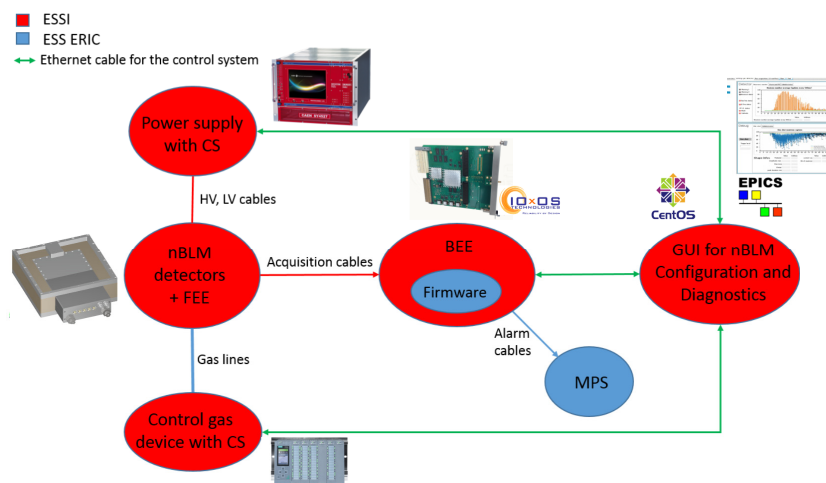 ESSI
ESS ERIC
Ethernet cable for the control system
Power supply
with CS
HV, LV cables
EPICS
CentOS
IOxOS
TECHNOLOGIES
nBLM
detectors
+ FEE
Acquisition cables
BEE
Firmware
GUI for nBLM
Configuration and
Diagnostics
Gas lines
Alarm
cables
MPS
Control gas
device with CS